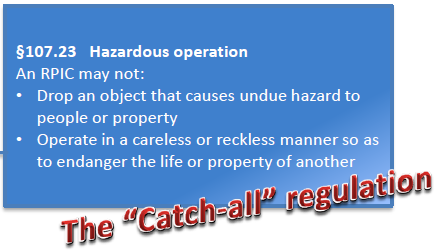 §107.23 Hazardous operation
An RPIC may not:
• Drop an object that causes undue hazard to
people or property
• Operate in a careless or reckless manner so as
to endanger the life or property of another
The “Catch-all” regulation